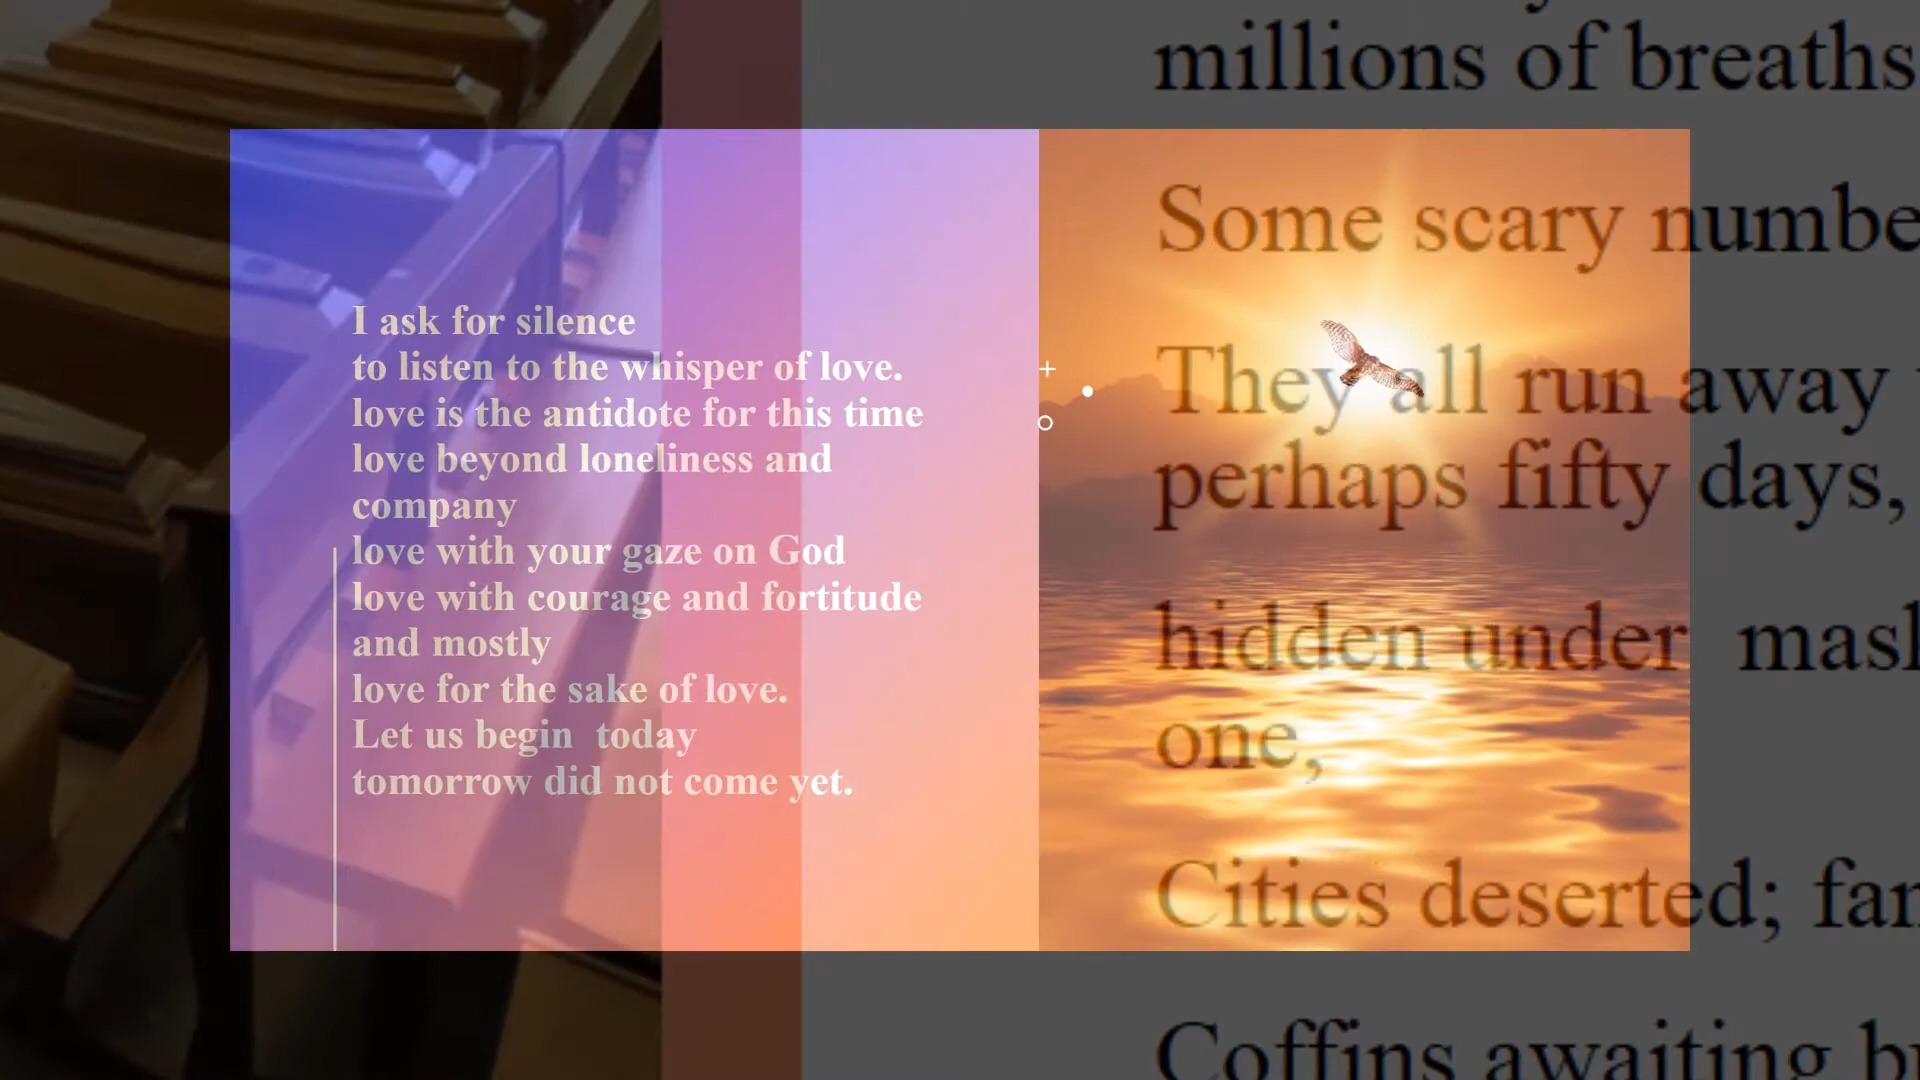 I ask for silence
to listen to the whisper of love.
love is the antidote for this time
love beyond loneliness and
company
love with your gaze on God
love with courage and fortitude
and mostly
love for the sake of love.
Let us begin  today
tomorrow did not come yet.
millions of breaths
Some scary
They all run away
perhaps fifty days,
hidden under
one,
Cities deserted;
Coffins awaiting